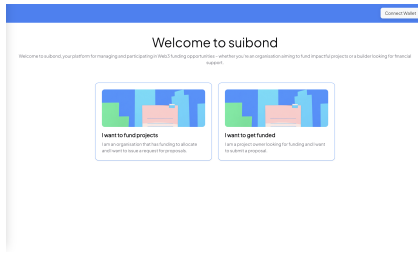 Connect Wallet
Welcome to suibond
Welcome to suibond, your platform for managing and participating in Web3 funding opportunities – whether you're an organisation aiming to fund impactful projects or a builder looking for financial
support.
I want to fund projects
I am an organisation that has funding to allocate
and I want to issue a request for proposals.
I want to get funded
I am a project owner looking for funding and want
to submit a proposal.